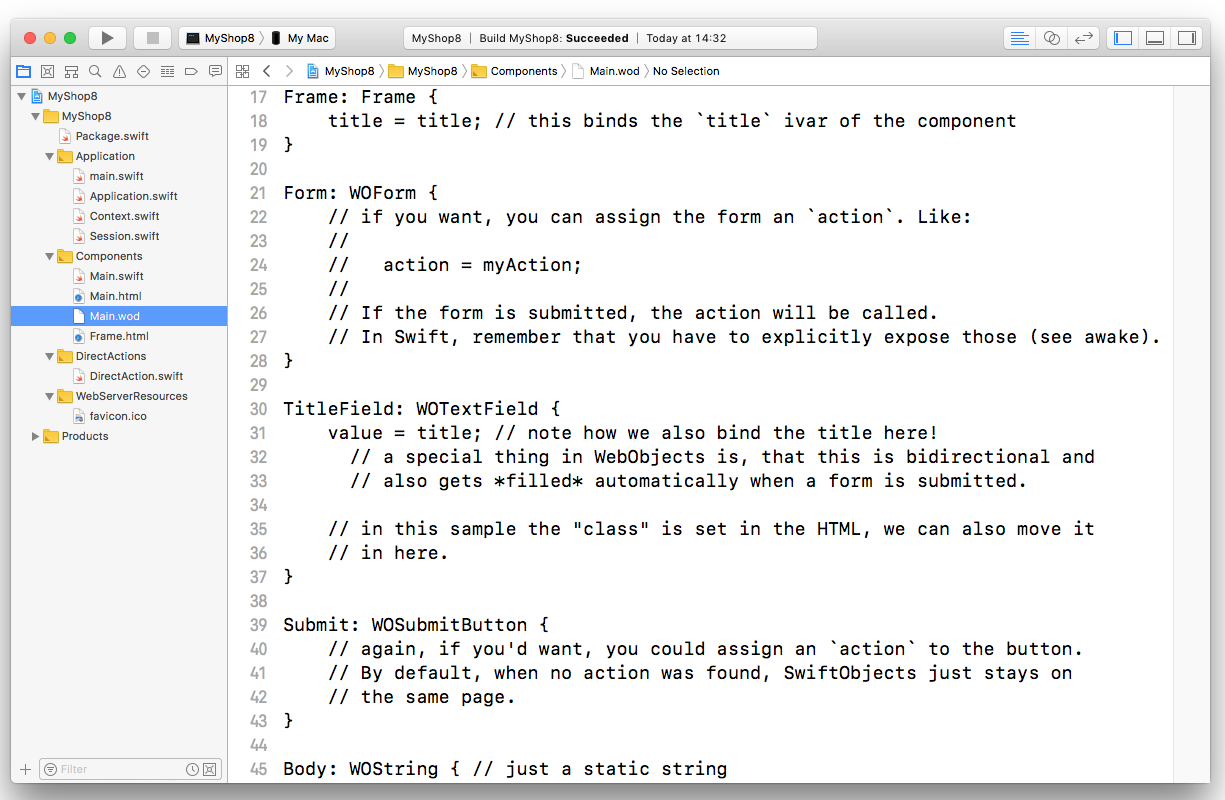 MyShop8 〉 My Mac
MyShop8 | Build MyShop8: Succeeded | Today at 14:32
MyShop8 〉 MyShop8 〉 Components 〉 Main.wod 〉 No Selection
MyShop8
MyShop8
Package.swift
Application
main.swift
Application.swift
Context.swift
Session.swift
Components
Main.swift
Main.html
Main.wod
Frame.html
DirectActions
DirectAction.swift
WebServerResources
favicon.ico
Products
Filter
17 Frame: Frame {
18     title = title; // this binds the `title` ivar of the component
19 }
20
21 Form: WOForm {
22     // if you want, you can assign the form an `action`. Like:
23     //
24     //   action = myAction;
25     //
26     // If the form is submitted, the action will be called.
27     // In Swift, remember that you have to explicitly expose those (see awake).
28 }
29
30 TitleField: WOTextField {
31     value = title; // note how we also bind the title here!
32       // a special thing in WebObjects is, that this is bidirectional and
33       // also gets *filled* automatically when a form is submitted.
34
35     // in this sample the "class" is set in the HTML, we can also move it
36     // in here.
37 }
38
39 Submit: WOSubmitButton {
40     // again, if you'd want, you could assign an `action` to the button.
41     // By default, when no action was found, SwiftObjects just stays on
42     // the same page.
43 }
44
45 Body: WOString { // just a static string